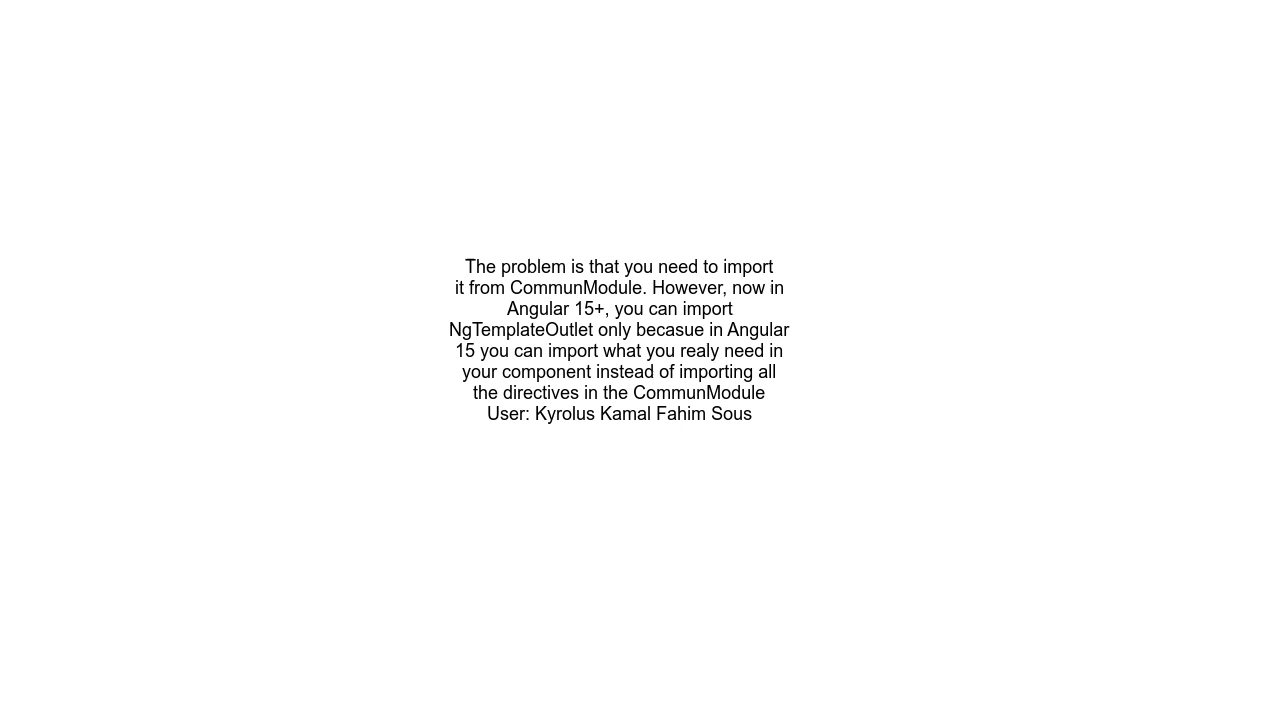 The problem is that you need to import
it from CommunModule. However, now in
Angular 15+, you can import
NgTemplateOutlet only becasue in Angular
15 you can import what you realy need in
your component instead of importing all
the directives in the CommunModule
User: Kyrolus Kamal Fahim Sous